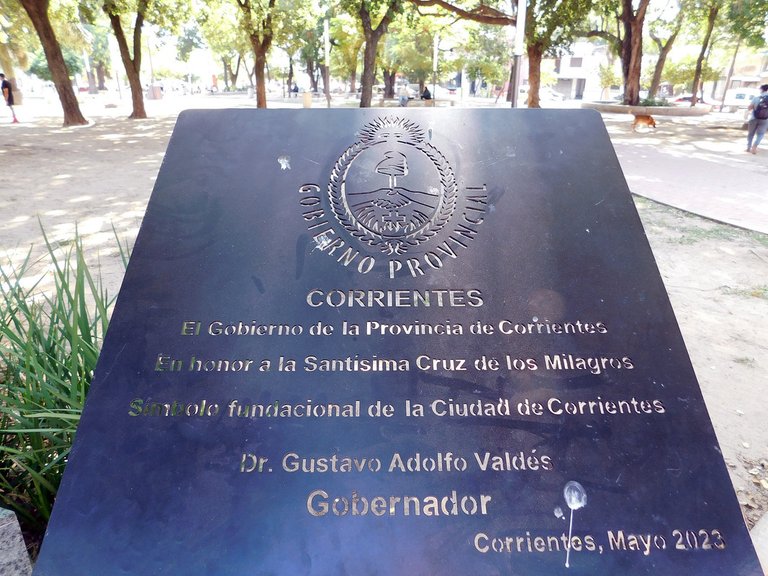 GOBIERNO PROVINCIAL
CORRIENTES
El Gobierno de la Provincia de Corrientes
En honor a la Santísima Cruz de los Milagros
Símbolo fundacional de la Ciudad de Corrientes
Dr. Gustavo Adolfo Valdés
Gobernador
Corrientes, Mayo 2023